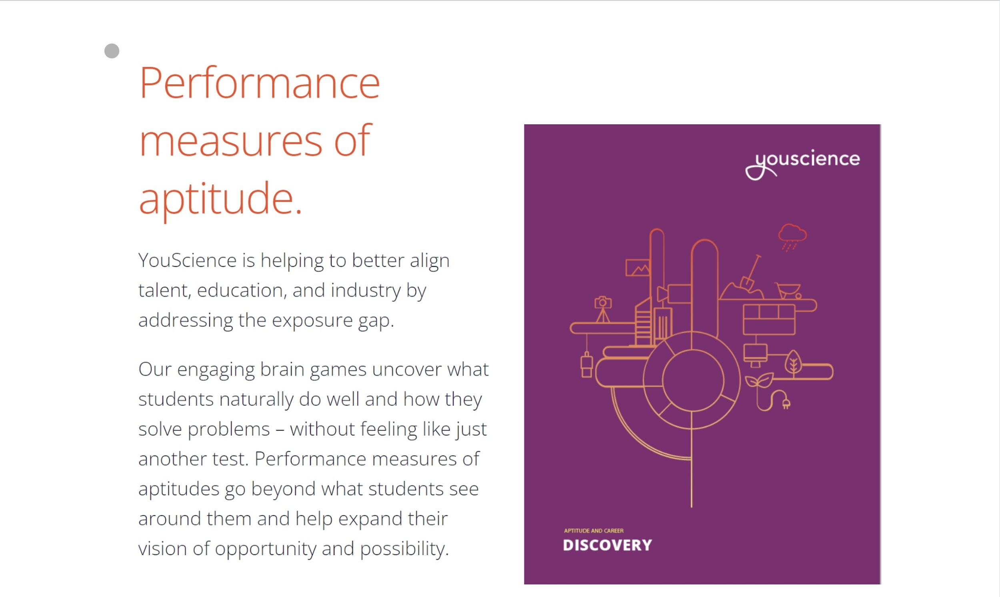 Performance
measures of
aptitude.
YouScience is helping to better align
talent, education, and industry by
addressing the exposure gap.
Our engaging brain games uncover what
students naturally do well and how they
solve problems – without feeling like just
another test. Performance measures of
aptitudes go beyond what students see
around them and help expand their
vision of opportunity and possibility.
youscience
APTITUDE AND CAREER
DISCOVERY